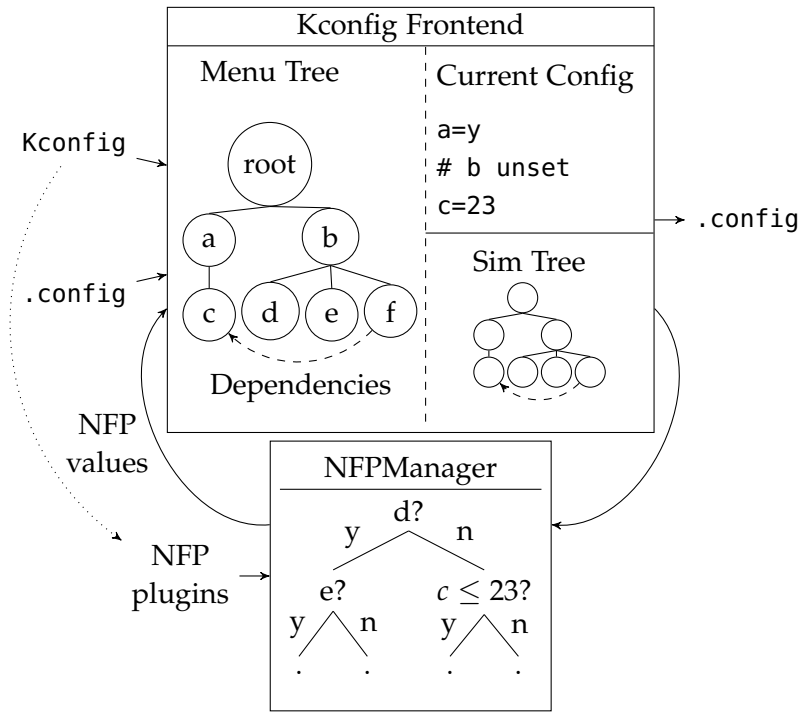 Kconfig Frontend
Menu Tree
Current Config
a=y
# b unset
c=23
Kconfig
root
a
b
.config
.config
Sim Tree
c
d
e
f
Dependencies
NFP
values
NFPManager
d?
y
n
NFP
plugins
e?
c ≤ 23?
y
n
y
n
.
.
.
.